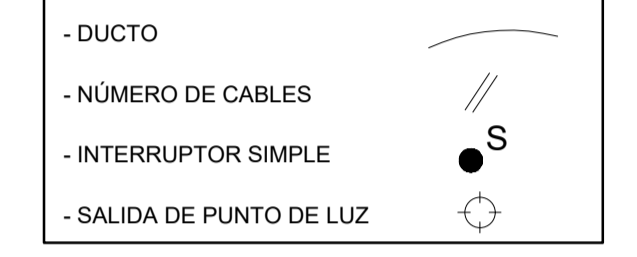 - DUCTO
- NÚMERO DE CABLES
- INTERRUPTOR SIMPLE S
- SALIDA DE PUNTO DE LUZ